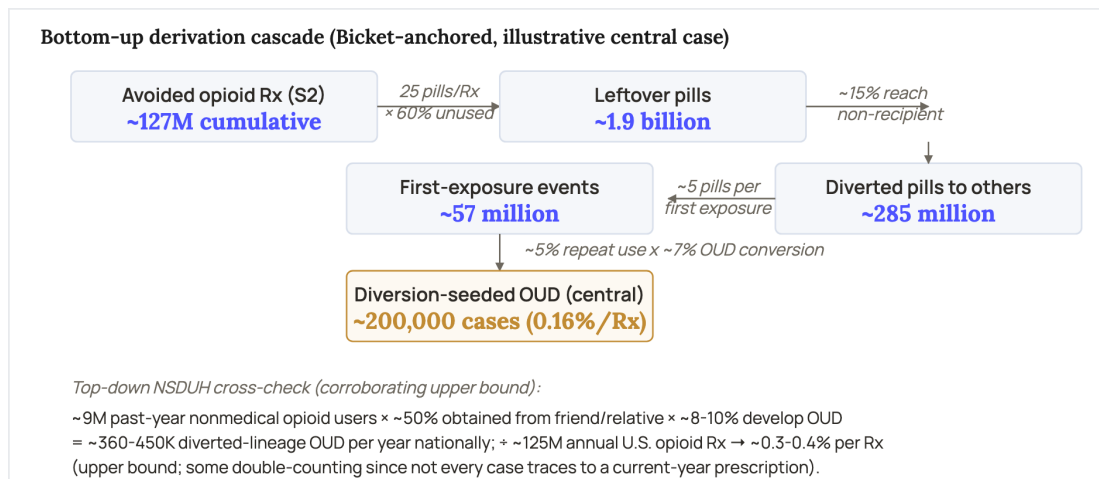 Bottom-up derivation cascade (Bicket-anchored, illustrative central case)
Avoided opioid Rx (S2)
~127M cumulative
25 pills/Rx
× 60% unused
Leftover pills
~1.9 billion
~15% reach
non-recipient
Diverted pills to others
~285 million
~5 pills per
first exposure
First-exposure events
~57 million
~5% repeat use x ~7% OUD conversion
Diversion-seeded OUD (central)
~200,000 cases (0.16%/Rx)
Top-down NSDUH cross-check (corroborating upper bound):
~9M past-year nonmedical opioid users × ~50% obtained from friend/relative × ~8-10% develop OUD
= ~360-450K diverted-lineage OUD per year nationally; ÷ ~125M annual U.S. opioid Rx → ~0.3-0.4% per Rx
(upper bound; some double-counting since not every case traces to a current-year prescription).